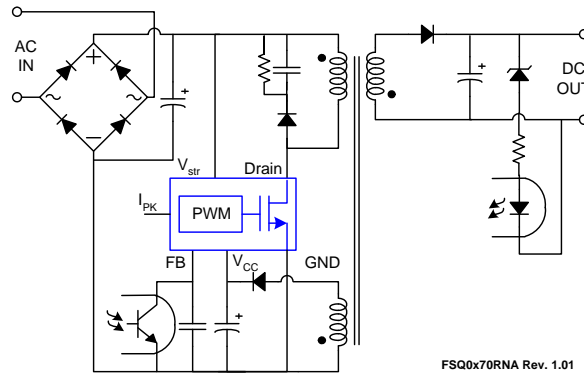 AC
IN
+
~
~
−
+
+
DC
OUT
Vstr
Drain
IPK
PWM
FB
VCC
GND
+
FSQ0x70RNA Rev. 1.01